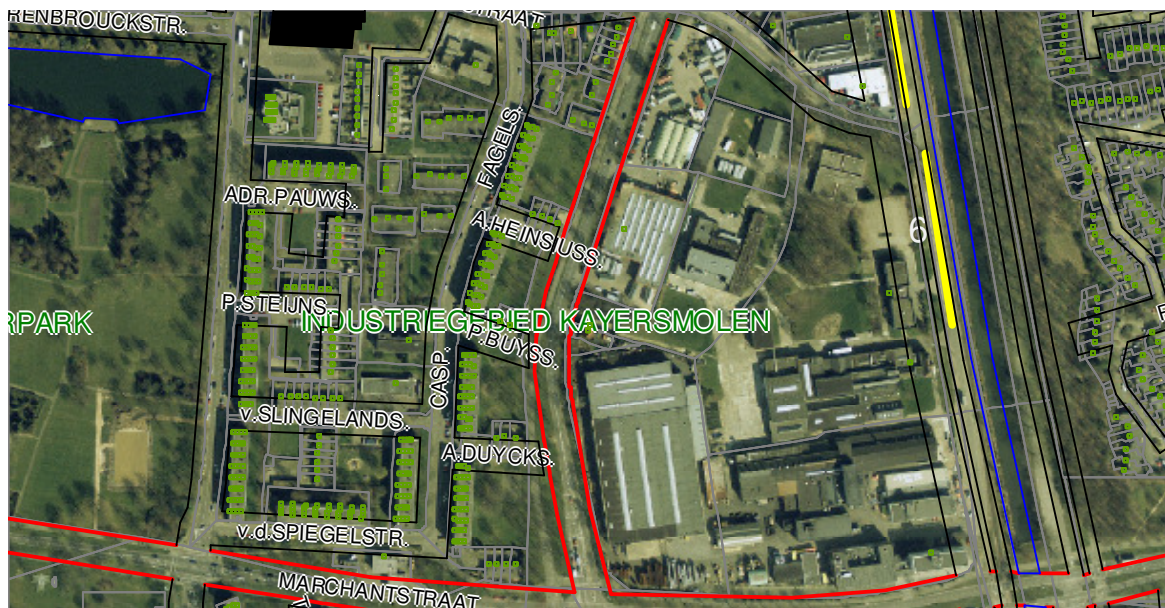 RENBROUCKSTR.
STRAAT
FAGELS.
ADR.PAUWS.
A.HEINSIUSS.
6
P.STEIJNS.
RPARK
INDUSTRIEGEBIED KAYERSMOLEN
P.BUYSS.
CASP.
v.SLINGELANDS.
A.DUYCKS.
v.d.SPIEGELSTR.
MARCHANTSTRAAT